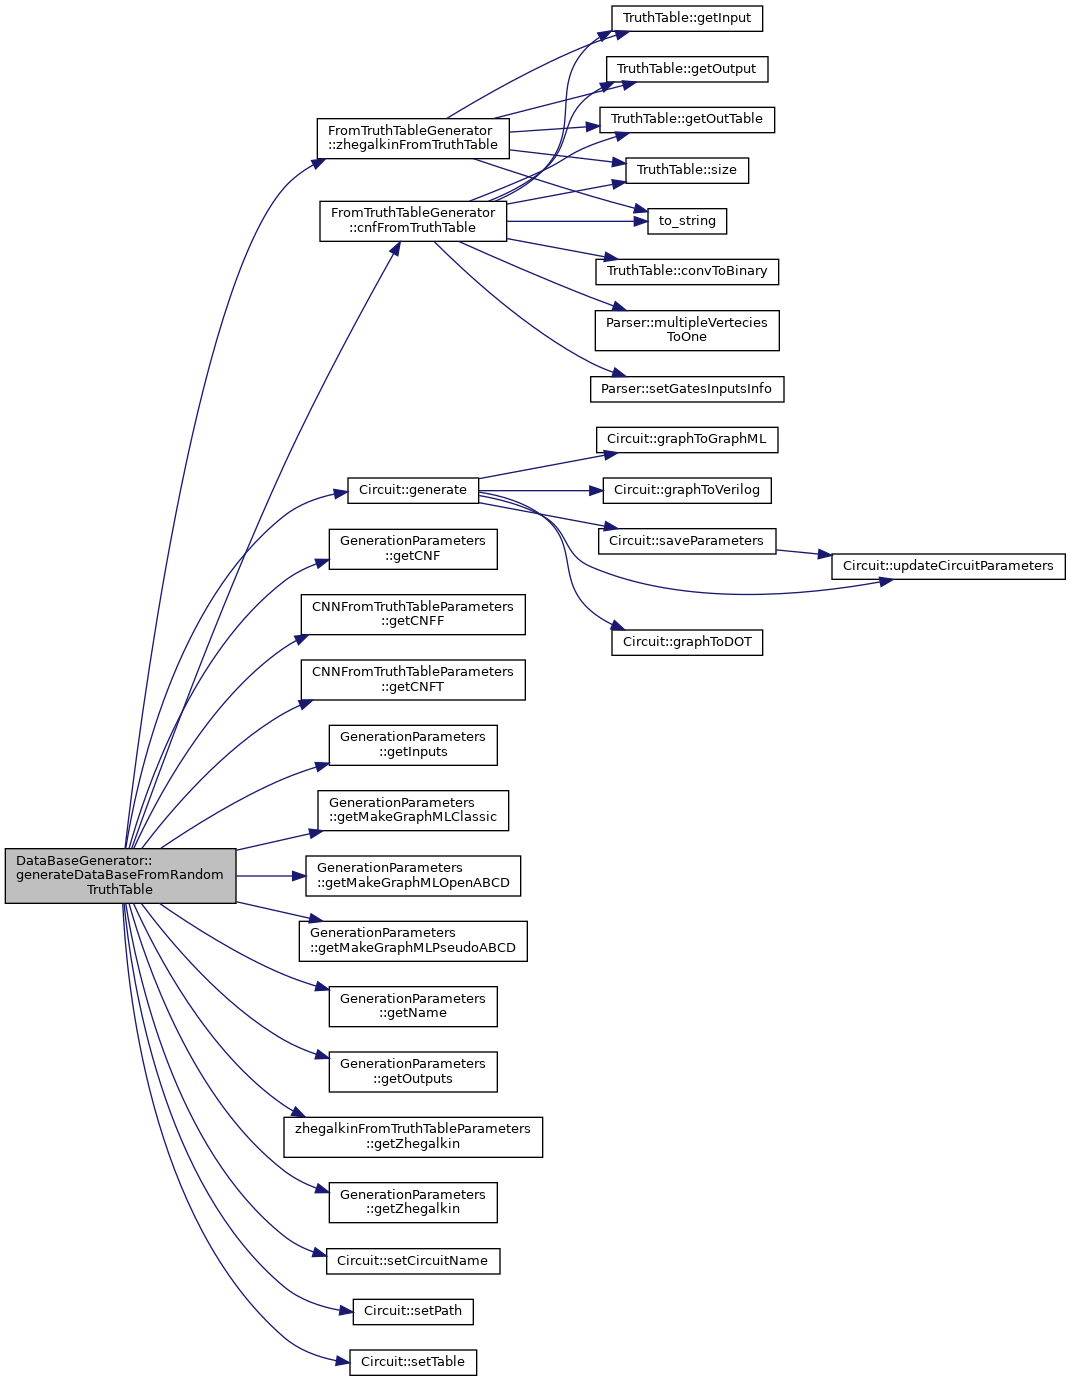 TruthTable::getInput
TruthTable::getOutput
TruthTable::getOutTable
FromTruthTableGenerator
::zhegalkinFromTruthTable
TruthTable::size
FromTruthTableGenerator
::cnfFromTruthTable
to_string
TruthTable::convToBinary
Parser::multipleVertecies
ToOne
Parser::setGatesInputsInfo
Circuit::graphToGraphML
Circuit::generate
Circuit::graphToVerilog
Circuit::saveParameters
GenerationParameters
::getCNF
Circuit::updateCircuitParameters
CNNFromTruthTableParameters
::getCNFF
Circuit::graphToDOT
CNNFromTruthTableParameters
::getCNFT
GenerationParameters
::getInputs
GenerationParameters
::getMakeGraphMLClassic
DataBaseGenerator::
generateDataBaseFromRandom
TruthTable
GenerationParameters
::getMakeGraphMLOpenABCD
GenerationParameters
::getMakeGraphMLPseudoABCD
GenerationParameters
::getName
GenerationParameters
::getOutputs
zhegalkinFromTruthTableParameters
::getZhegalkin
GenerationParameters
::getZhegalkin
Circuit::setCircuitName
Circuit::setPath
Circuit::setTable